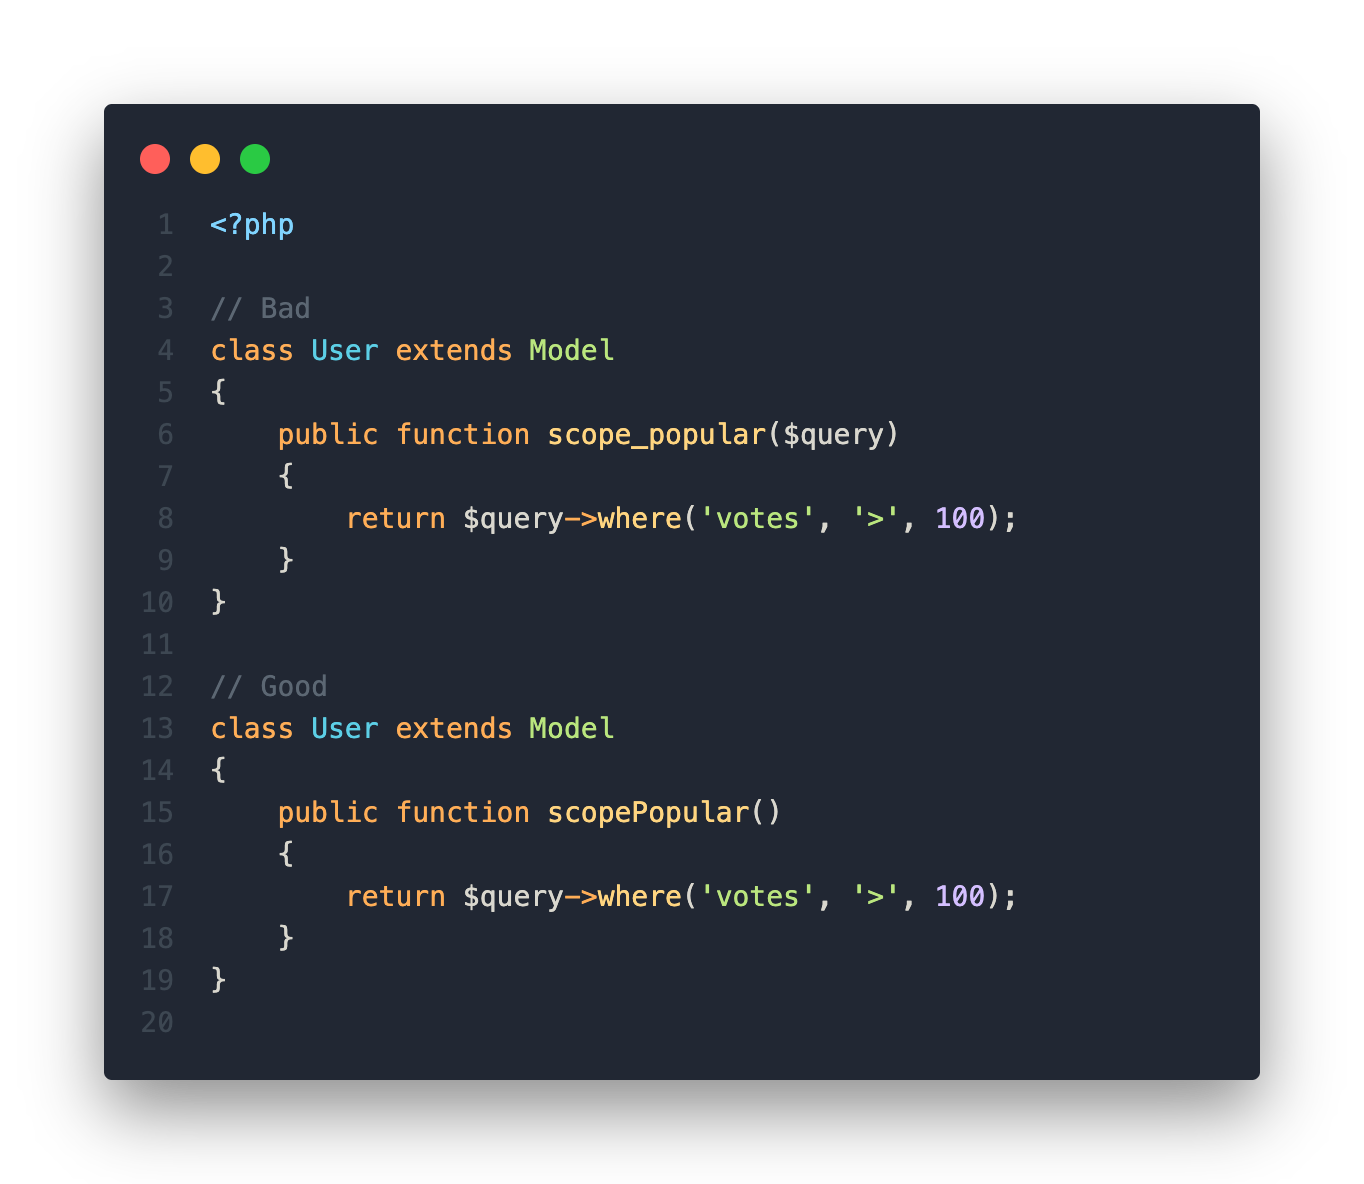 1 <?php
2
3 // Bad
4 class User extends Model
5 {
6     public function scope_popular($query)
7     {
8         return $query->where('votes', '>', 100);
9     }
10 }
11
12 // Good
13 class User extends Model
14 {
15     public function scopePopular()
16     {
17         return $query->where('votes', '>', 100);
18     }
19 }
20